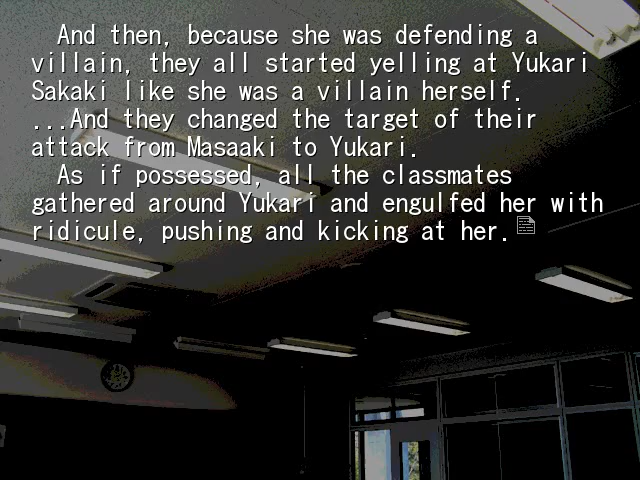 And then, because she was defending a
villain, they all started yelling at Yukari
Sakaki like she was a villain herself.
...And they changed the target of their
attack from Masaaki to Yukari.
As if possessed, all the classmates
gathered around Yukari and engulfed her with
ridicule, pushing and kicking at her.